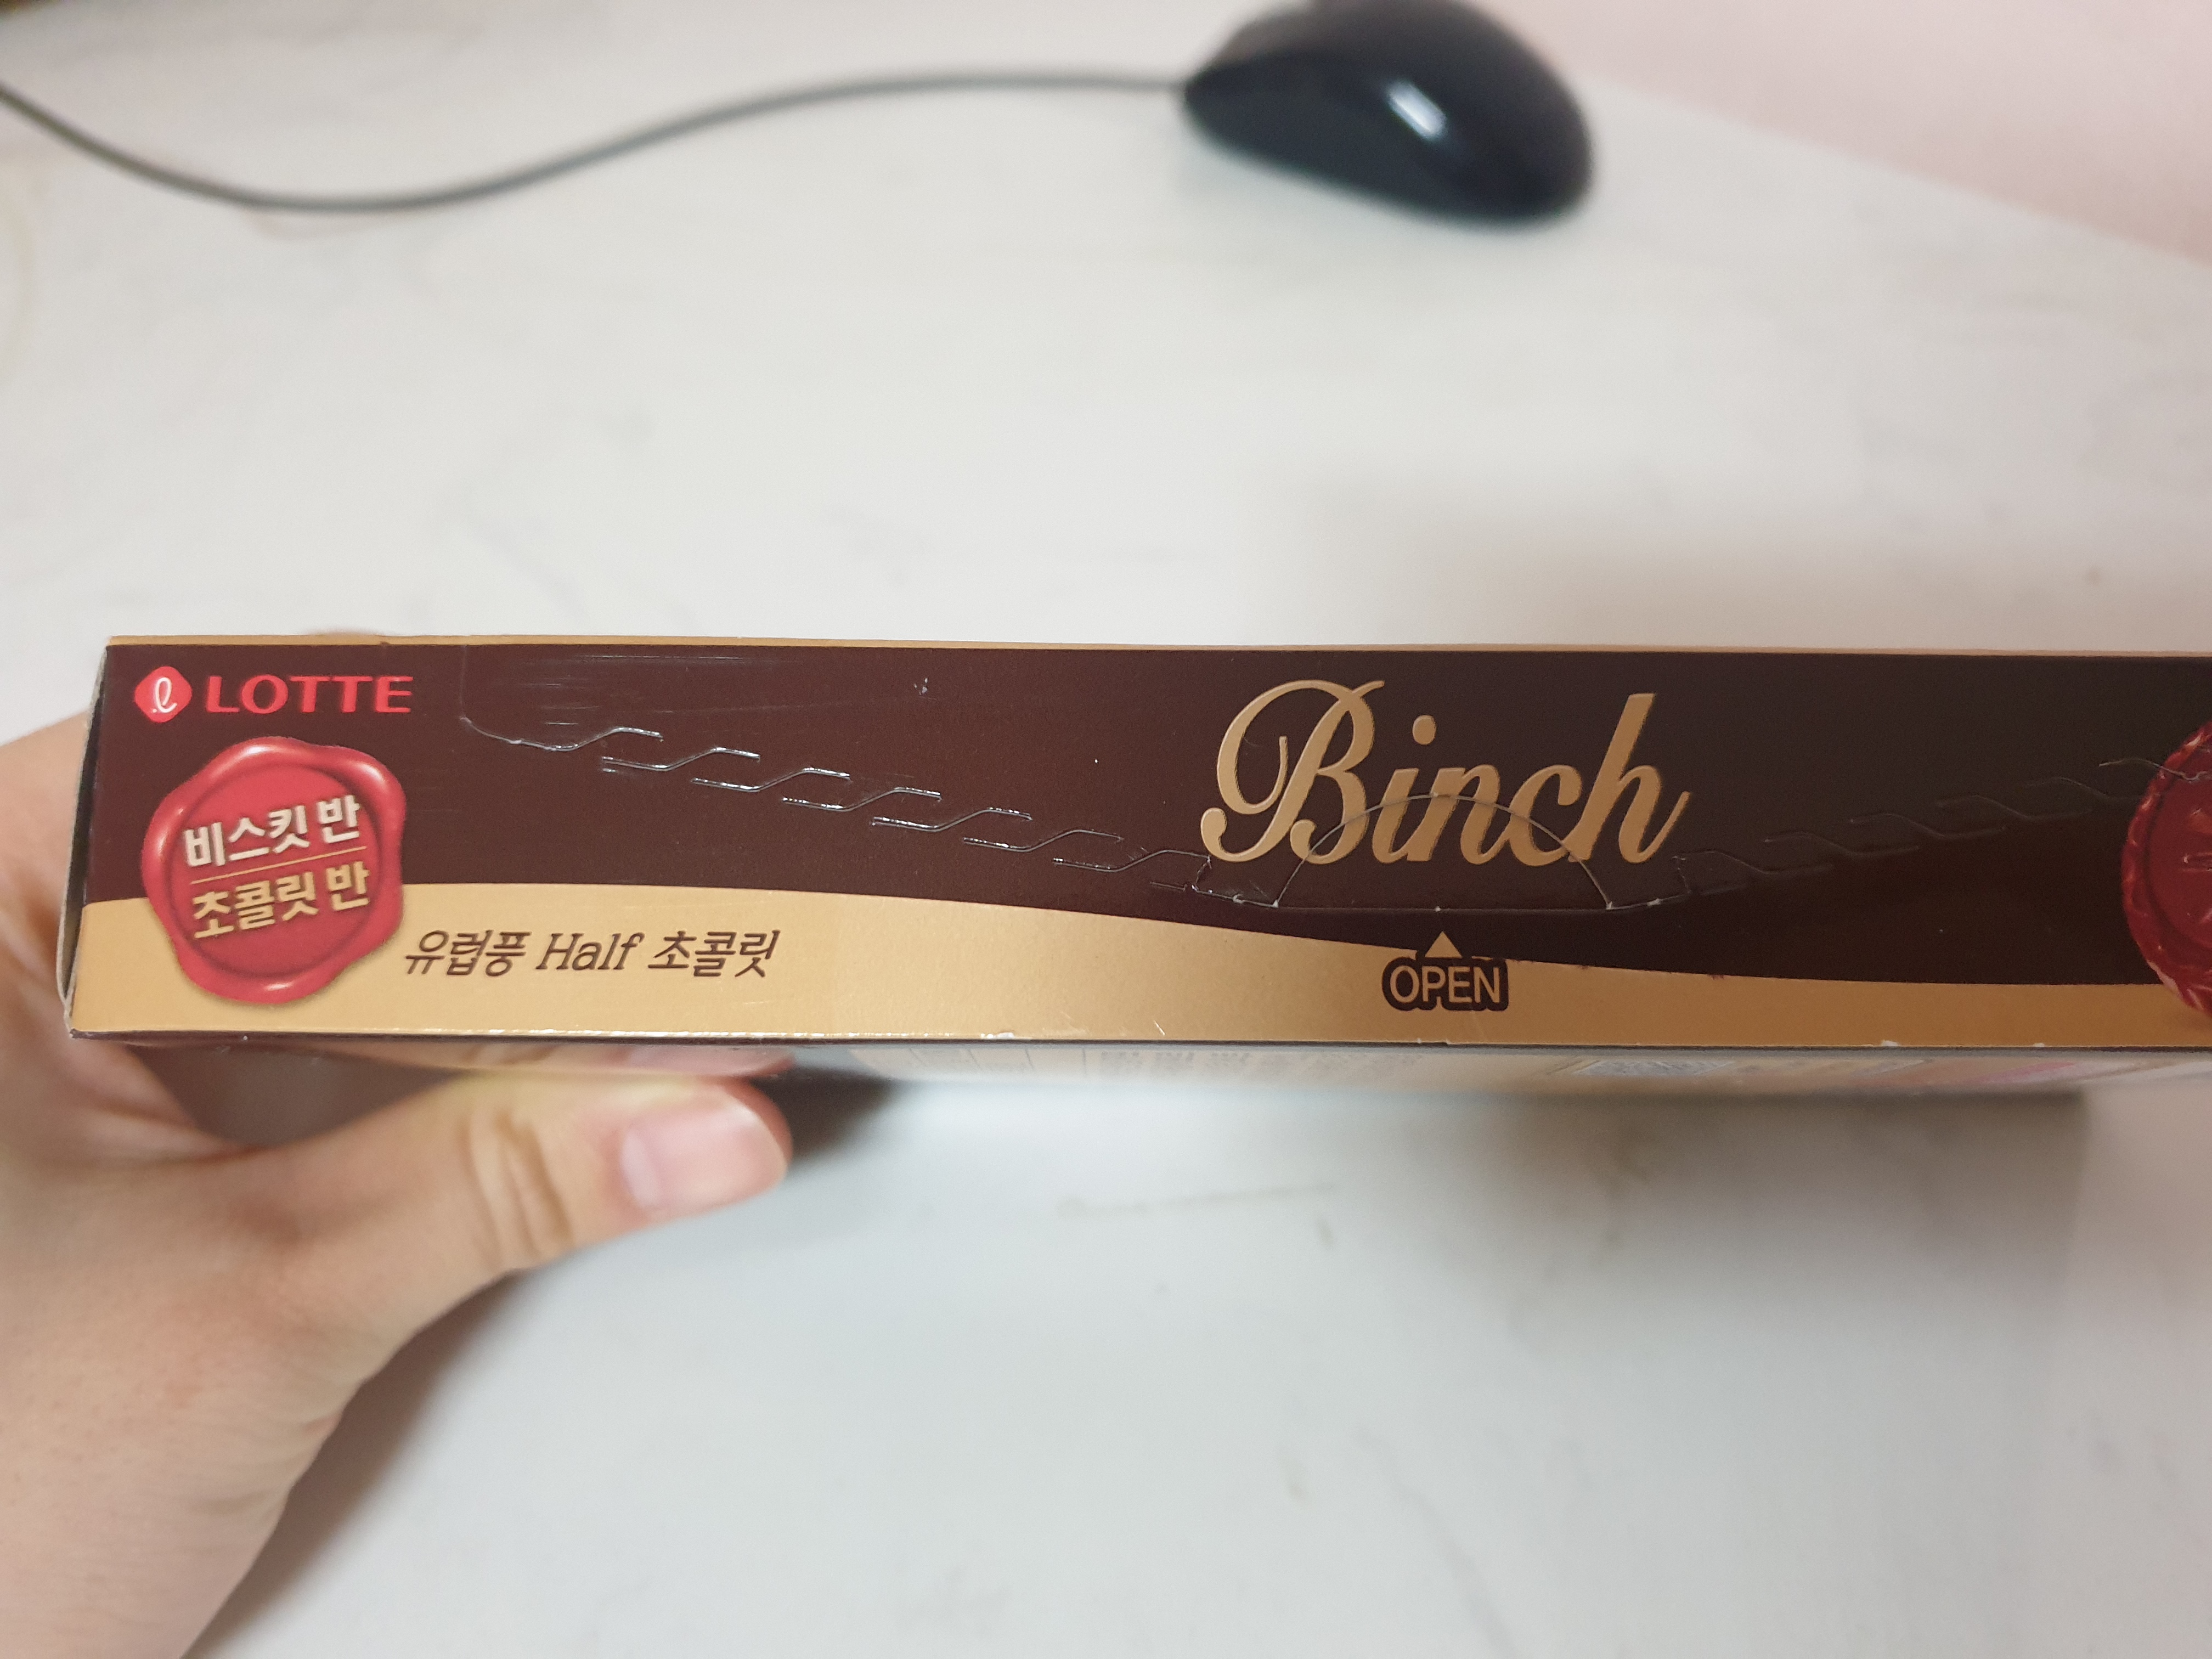 LOTTE
비스킷 반
초콜릿 반
유럽풍 Half 초콜릿
Binch
OPEN